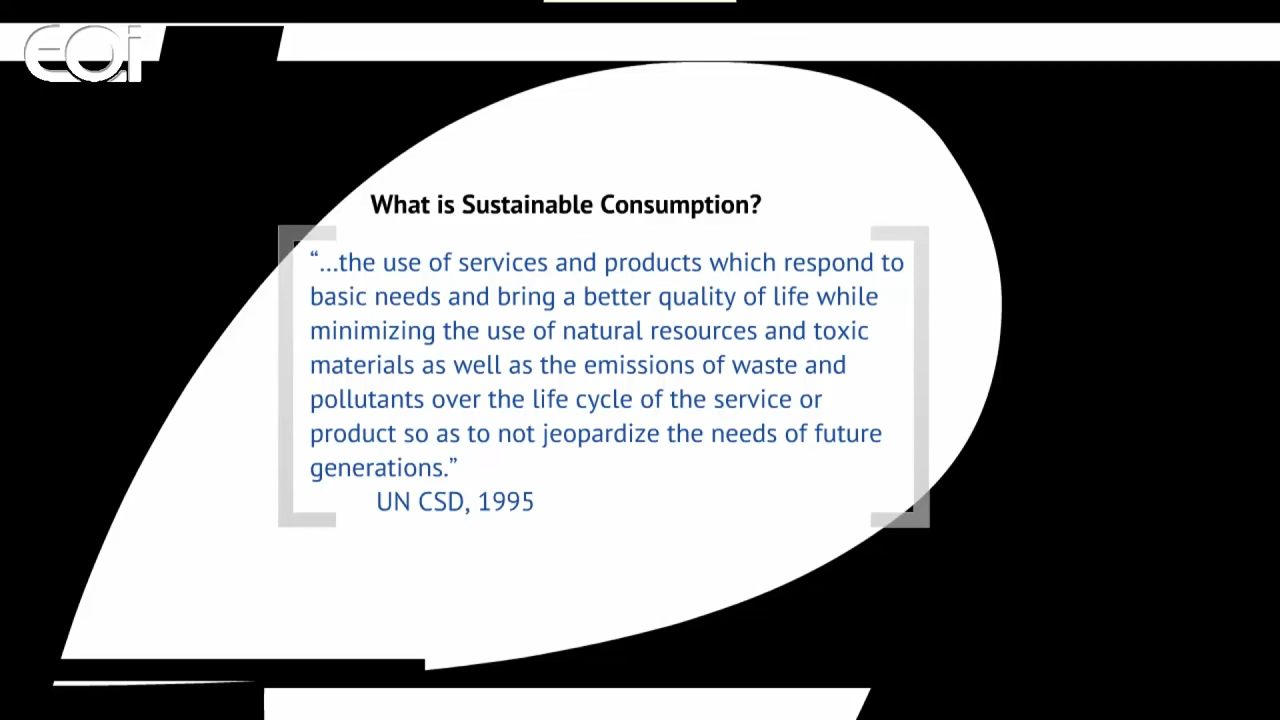 EOi
What is Sustainable Consumption?
“...the use of services and products which respond to
basic needs and bring a better quality of life while
minimizing the use of natural resources and toxic
materials as well as the emissions of waste and
pollutants over the life cycle of the service or
product so as to not jeopardize the needs of future
generations.”
UN CSD, 1995